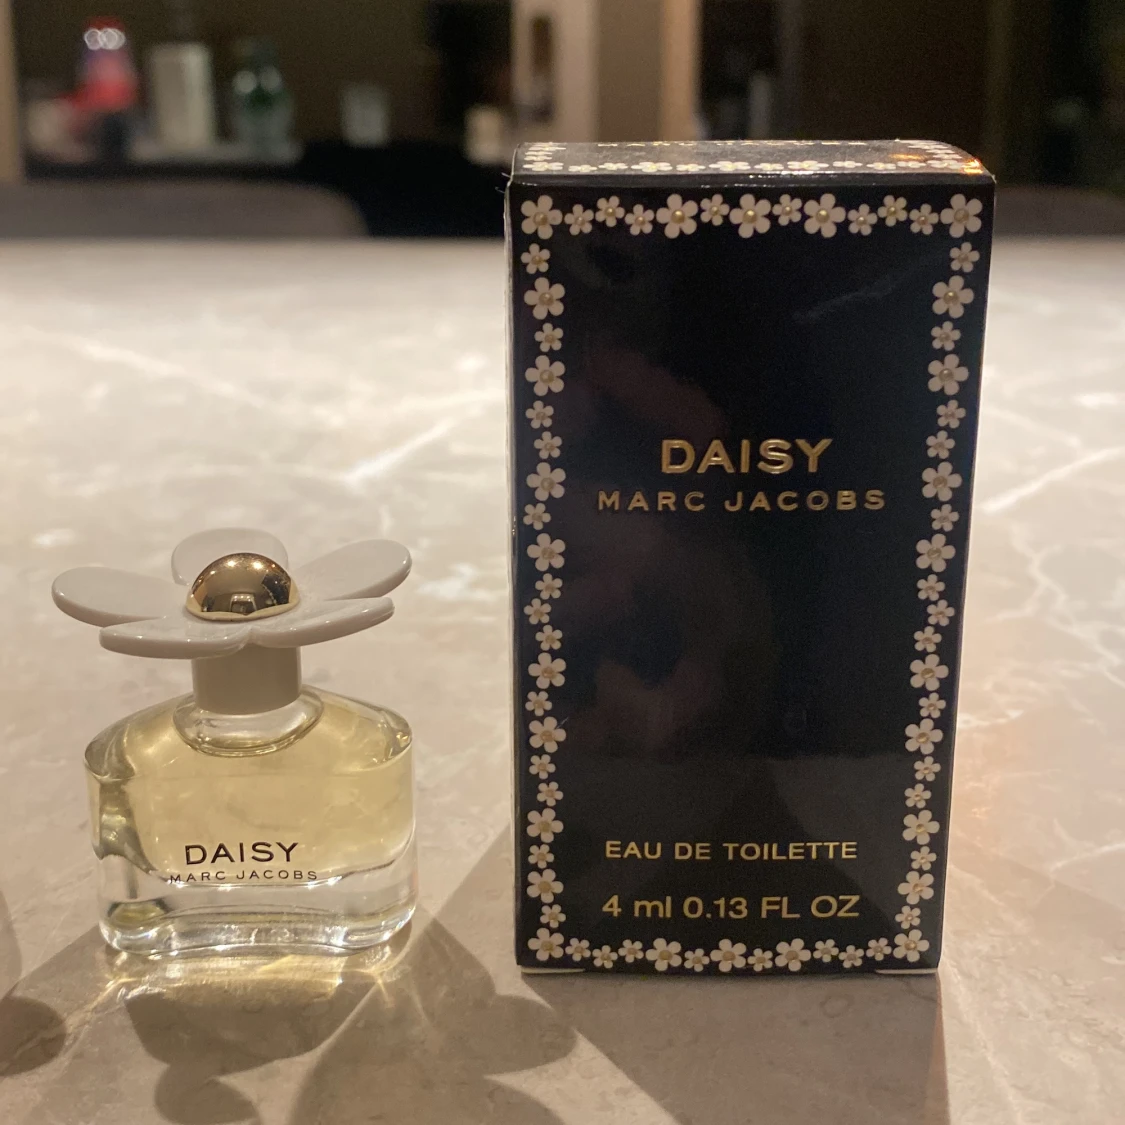 DAISY
MARC JACOBS
DAISY
MARC JACOBS
EAU DE TOILETTE
4 ml 0.13 FL OZ